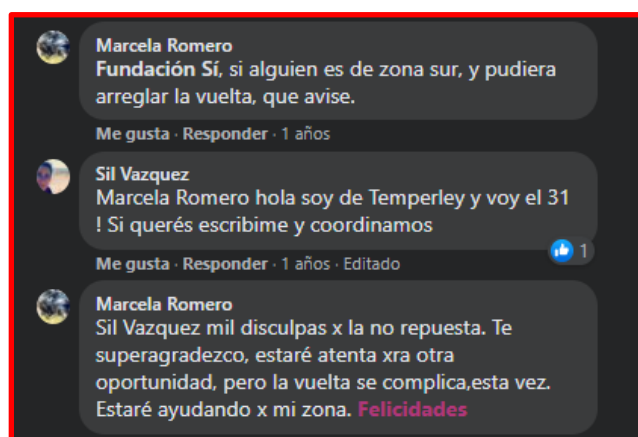 Marcela Romero
Fundación Sí, si alguien es de zona sur, y pudiera
arreglar la vuelta, que avise.
Me gusta · Responder · 1 años
Sil Vazquez
Marcela Romero hola soy de Temperley y voy el 31
! Si querés escribime y coordinamos
1
Me gusta · Responder · 1 años · Editado
Marcela Romero
Sil Vazquez mil disculpas x la no repuesta. Te
superagradezco, estaré atenta xra otra
oportunidad, pero la vuelta se complica,esta vez.
Estaré ayudando x mi zona. Felicidades